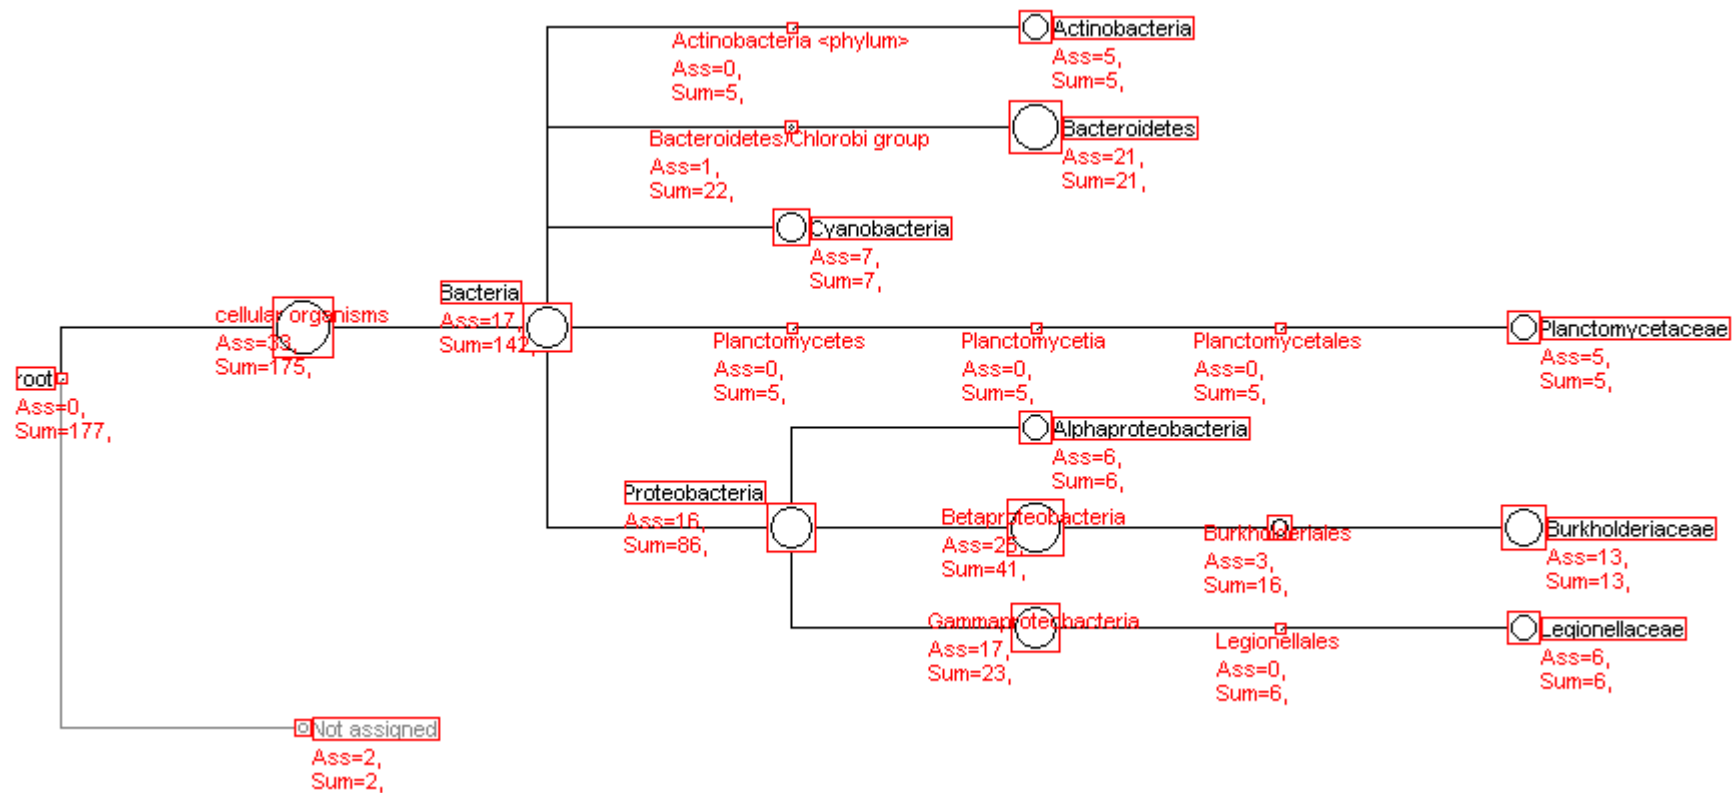 Actinobacteria
Ass=5,
Sum=5,
Actinobacteria <phylum>
Ass=0,
Sum=5,
Bacteroidetes
Ass=21,
Sum=21,
Bacteroidetes/Chlorobi group
Ass=1,
Sum=22,
Cyanobacteria
Ass=7,
Sum=7,
Bacteria
Ass=17,
Sum=142,
cellular organisms
Ass=33,
Sum=175,
Planctomycetes
Ass=0,
Sum=5,
Planctomycetia
Ass=0,
Sum=5,
Planctomycetales
Ass=0,
Sum=5,
Planctomycetaceae
Ass=5,
Sum=5,
root
Ass=0,
Sum=177,
Alphaproteobacteria
Ass=6,
Sum=6,
Proteobacteria
Ass=16,
Sum=86,
Betaproteobacteria
Ass=25,
Sum=41,
Burkholderiales
Ass=3,
Sum=16,
Burkholderiaceae
Ass=13,
Sum=13,
Gammaproteobacteria
Ass=17,
Sum=23,
Legionellales
Ass=0,
Sum=6,
Legionellaceae
Ass=6,
Sum=6,
Not assigned
Ass=2,
Sum=2,